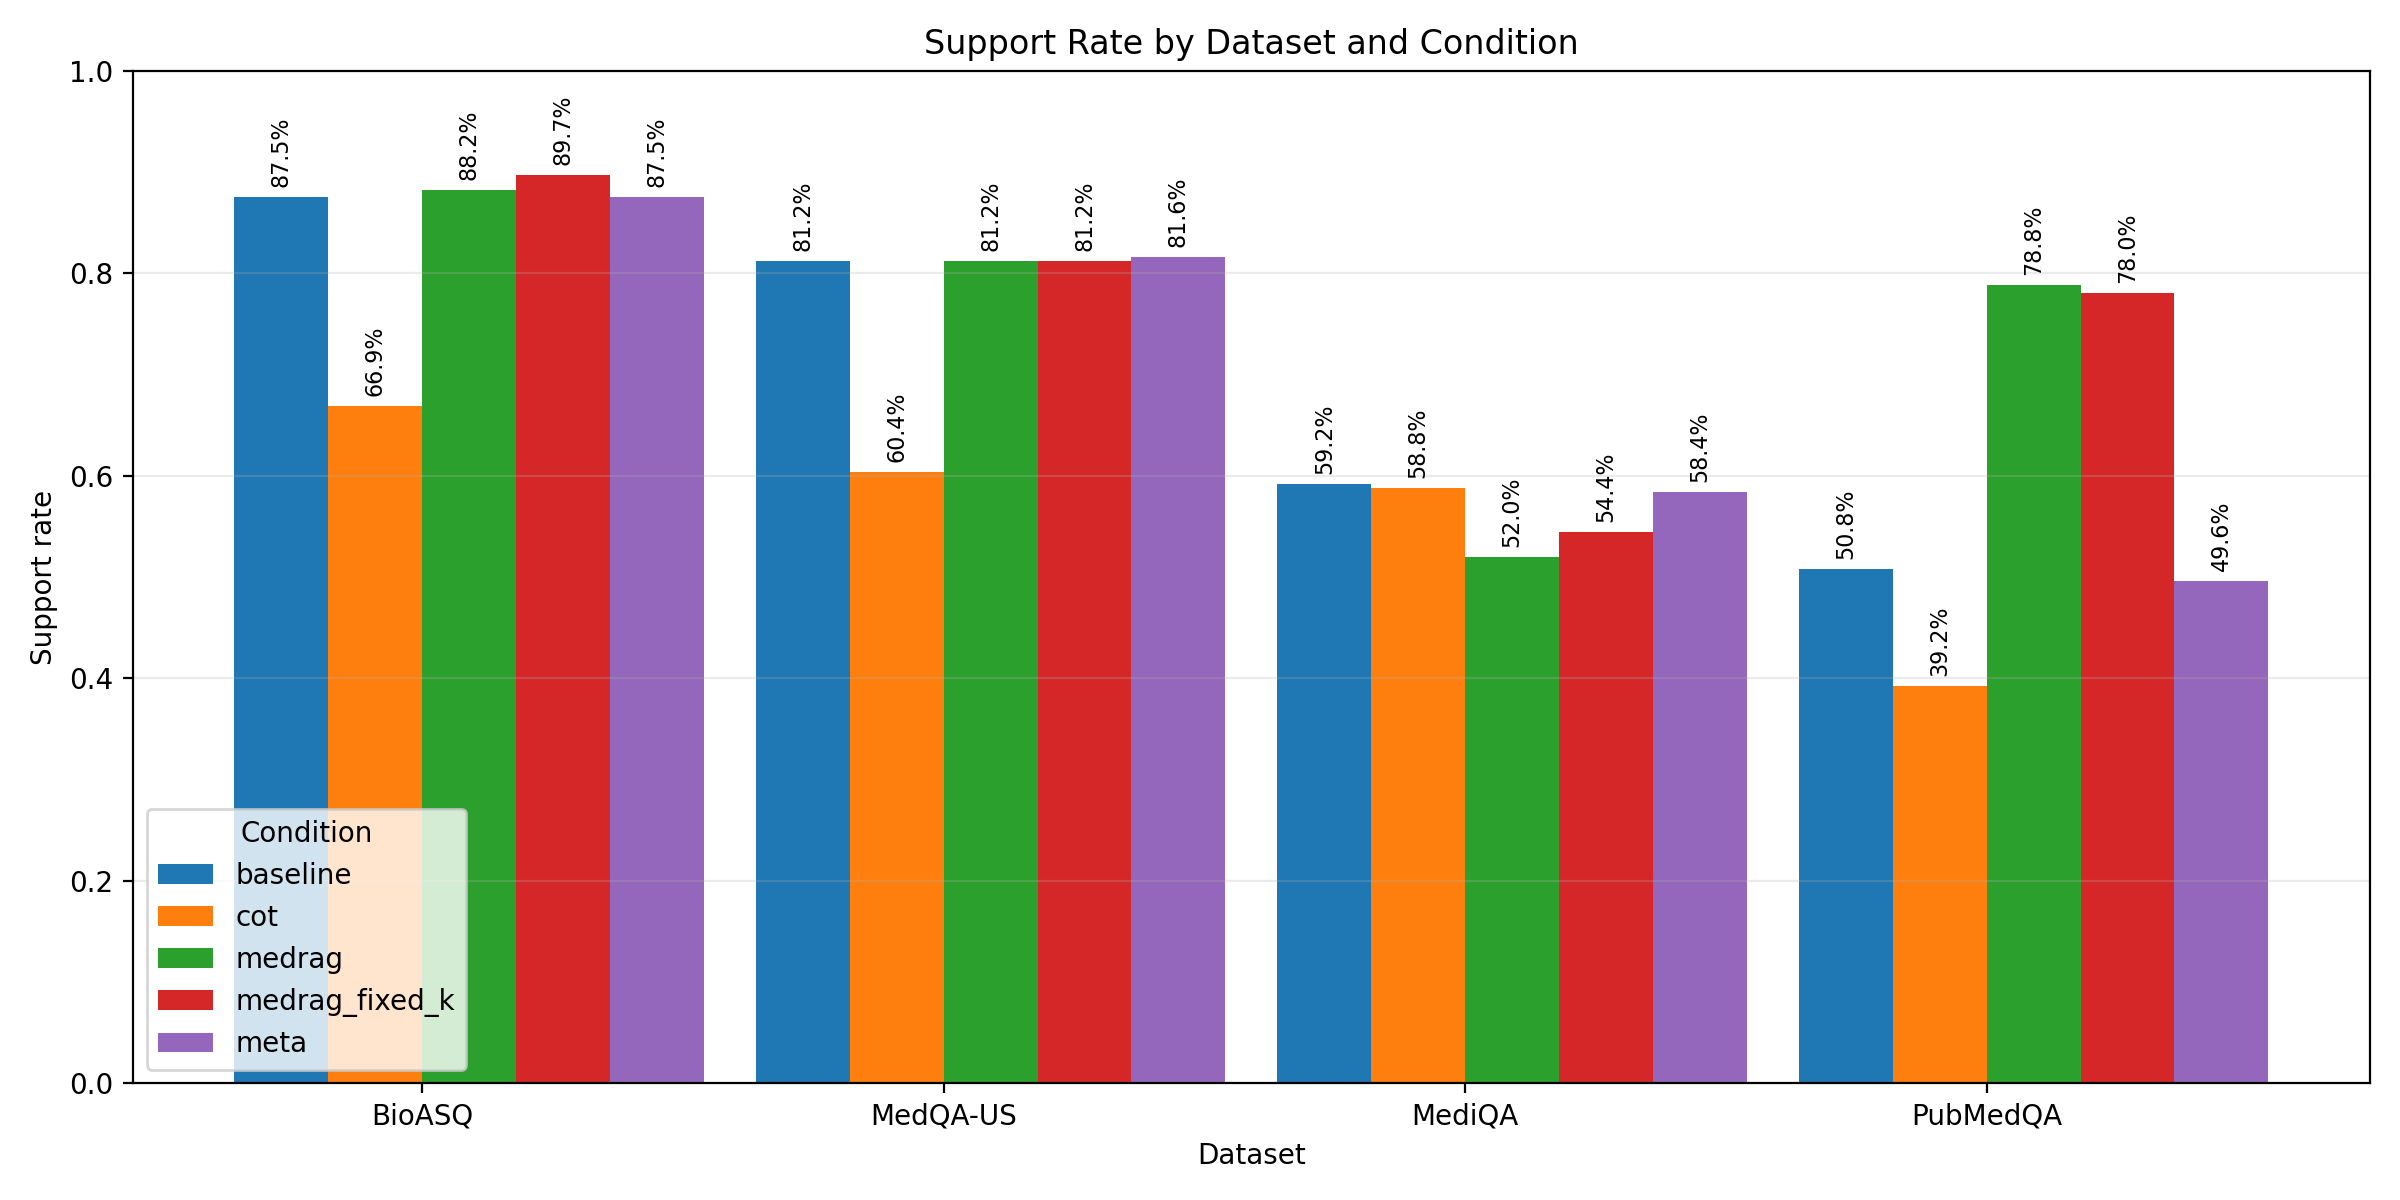 Support Rate by Dataset and Condition
Support rate
1.0
0.8
0.6
0.4
0.2
0.0
87.5%
66.9%
88.2%
89.7%
87.5%
81.2%
60.4%
81.2%
81.2%
81.6%
59.2%
58.8%
52.0%
54.4%
58.4%
50.8%
39.2%
78.8%
78.0%
49.6%
Condition
baseline
cot
medrag
medrag_fixed_k
meta
BioASQ
MedQA-US
MediQA
PubMedQA
Dataset